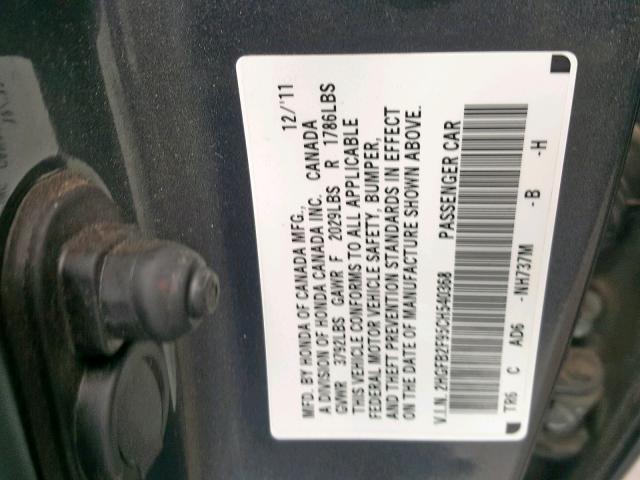 MFD. BY HONDA OF CANADA MFG., 12/'11
A DIVISION OF HONDA CANADA INC. CANADA
GVWR 3792LBS GAWR F 2029LBS R 1786LBS
THIS VEHICLE CONFORMS TO ALL APPLICABLE
FEDERAL MOTOR VEHICLE SAFETY, BUMPER,
AND THEFT PREVENTION STANDARDS IN EFFECT
ON THE DATE OF MANUFACTURE SHOWN ABOVE.
V.I.N. 2HGFB2F95CH540368 PASSENGER CAR
TR6 C AD6 -NH737M -B -H